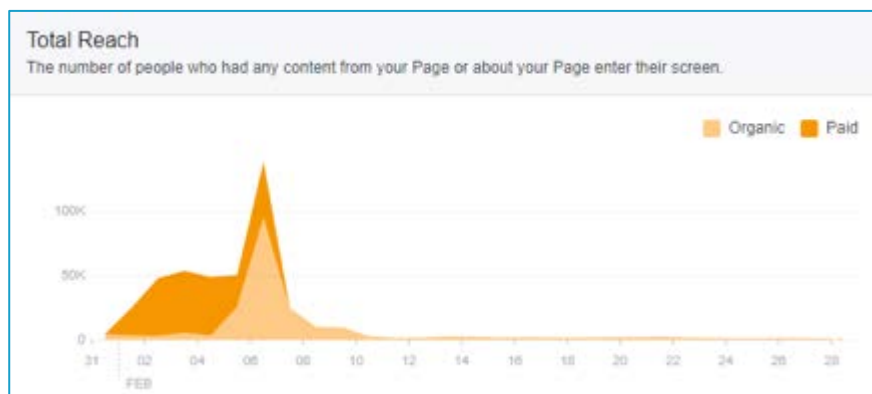 Total Reach
The number of people who had any content from your Page or about your Page enter their screen.
Organic Paid
100K
50K
0
31 02 04 06 08 10 12 14 16 18 20 22 24 26 28
FEB